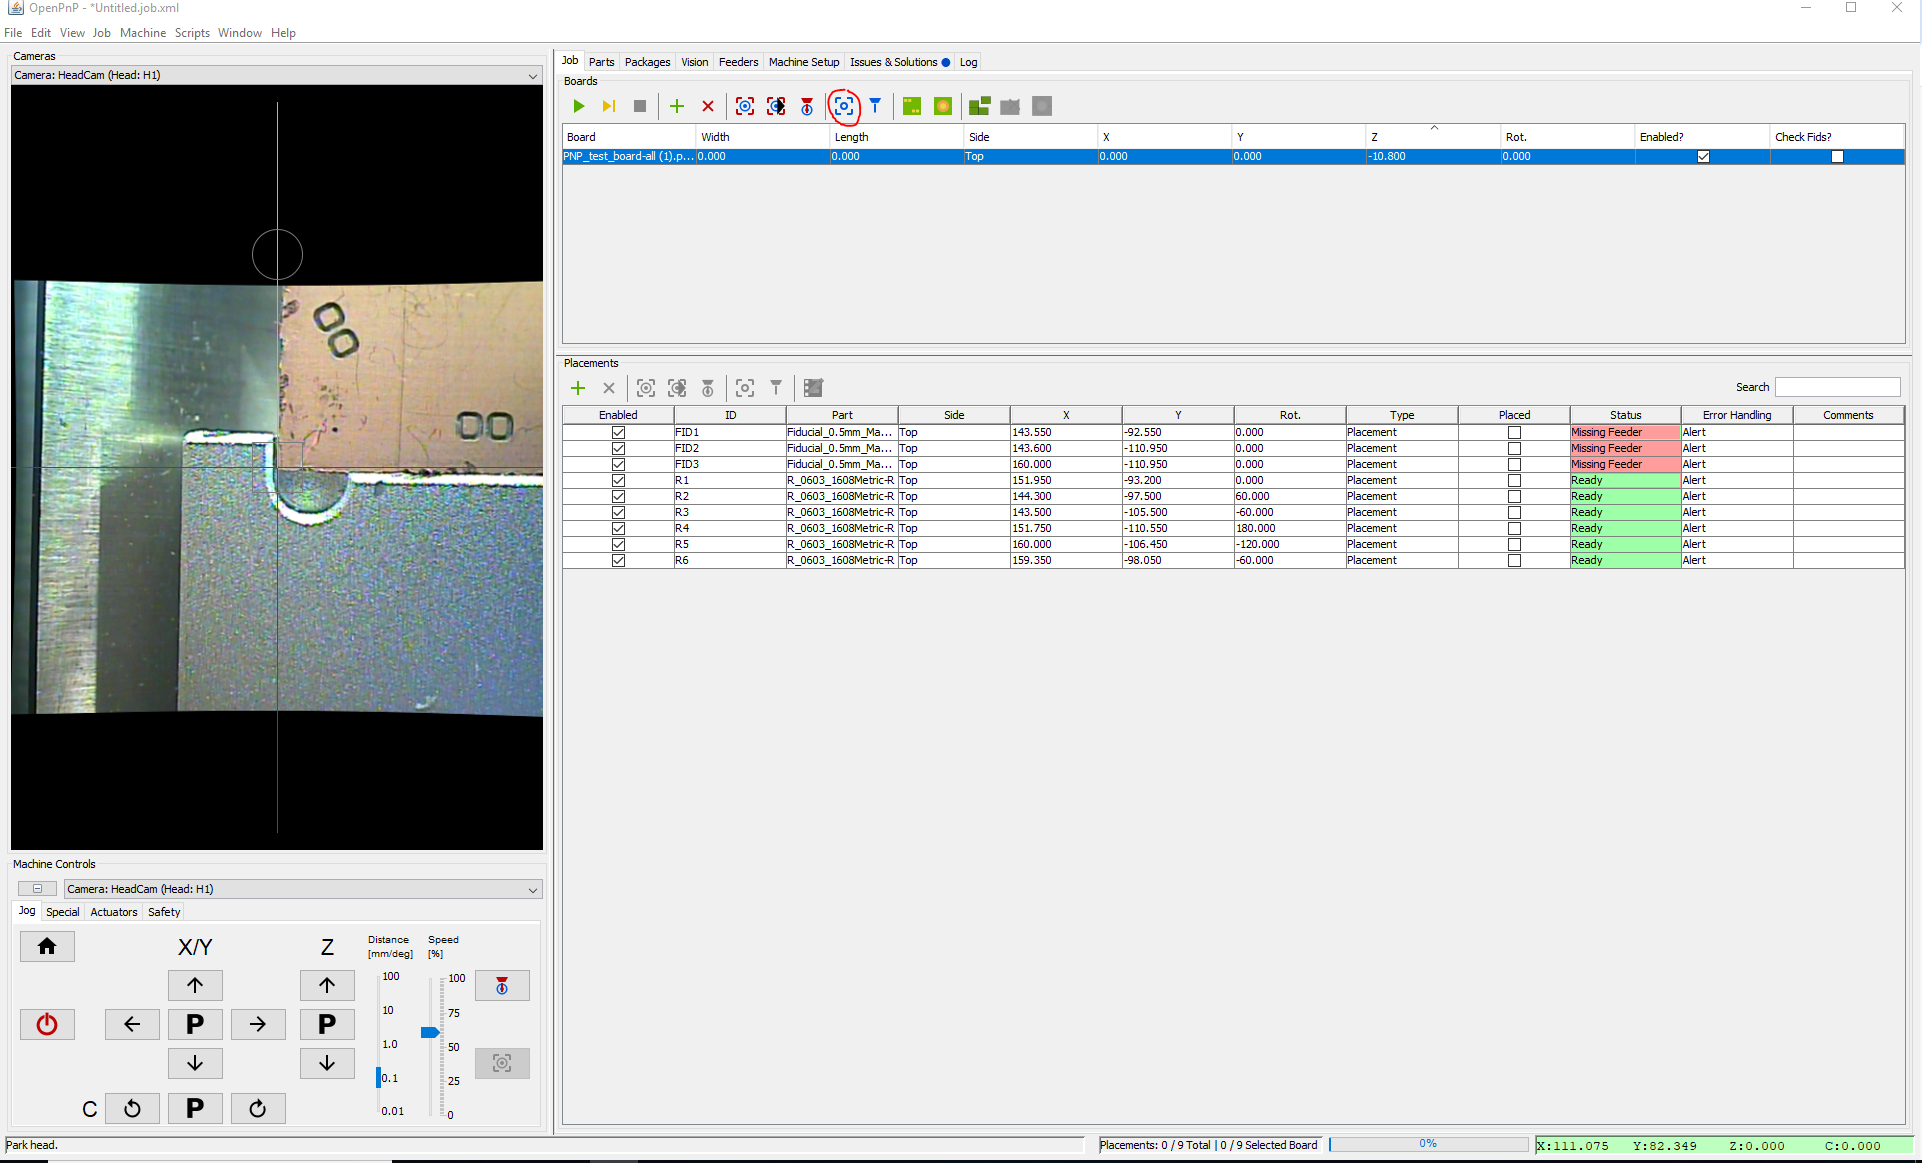 OpenPnP - *Untitled.job.xml
File Edit View Job Machine Scripts Window Help
Cameras
Camera: HeadCam (Head: H1)
00
00
Machine Controls
Camera: HeadCam (Head: H1)
Jog Special Actuators Safety
X/Y Z Distance [mm/deg] Speed [%]
100 100
10 75
P P
1.0 50
0.1 25
0.01 0
C P
Job Parts Packages Vision Feeders Machine Setup Issues & Solutions Log
Boards
Board Width Length Side X Y Z Rot. Enabled? Check Fids?
PNP_test_board-all (1).p... 0.000 0.000 Top 0.000 0.000 -10.800 0.000
Placements
Search
Enabled ID Part Side X Y Rot. Type Placed Status Error Handling Comments
FID1 Fiducial_0.5mm_Ma... Top 143.550 -92.550 0.000 Placement Missing Feeder Alert
FID2 Fiducial_0.5mm_Ma... Top 143.600 -110.950 0.000 Placement Missing Feeder Alert
FID3 Fiducial_0.5mm_Ma... Top 160.000 -110.950 0.000 Placement Missing Feeder Alert
R1 R_0603_1608Metric-R Top 151.950 -93.200 0.000 Placement Ready Alert
R2 R_0603_1608Metric-R Top 144.300 -97.500 60.000 Placement Ready Alert
R3 R_0603_1608Metric-R Top 143.500 -105.500 -60.000 Placement Ready Alert
R4 R_0603_1608Metric-R Top 151.750 -110.550 180.000 Placement Ready Alert
R5 R_0603_1608Metric-R Top 160.000 -106.450 -120.000 Placement Ready Alert
R6 R_0603_1608Metric-R Top 159.350 -98.050 -60.000 Placement Ready Alert
Park head.
Placements: 0 / 9 Total | 0 / 9 Selected Board
0%
X:111.075 Y:82.349 Z:0.000 C:0.000